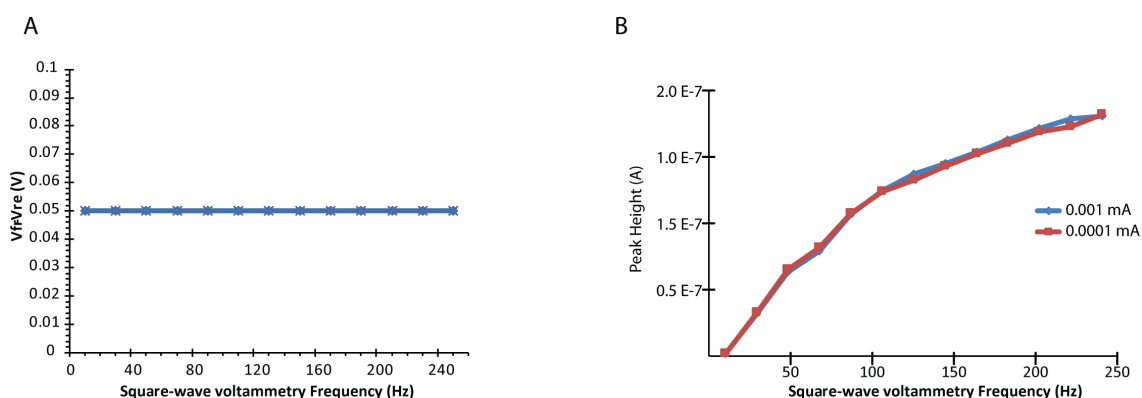 A
0.1
0.09
0.08
0.07
0.06
0.05
0.04
0.03
0.02
0.01
0
Vfr-Vre (V)
0 40 80 120 160 200 240
Square-wave voltammetry Frequency (Hz)
B
2.0 E-7
1.0 E-7
1.5 E-7
0.5 E-7
Peak Height (A)
50 100 150 200 250
Square-wave voltammetry Frequency (Hz)
0.001 mA
0.0001 mA